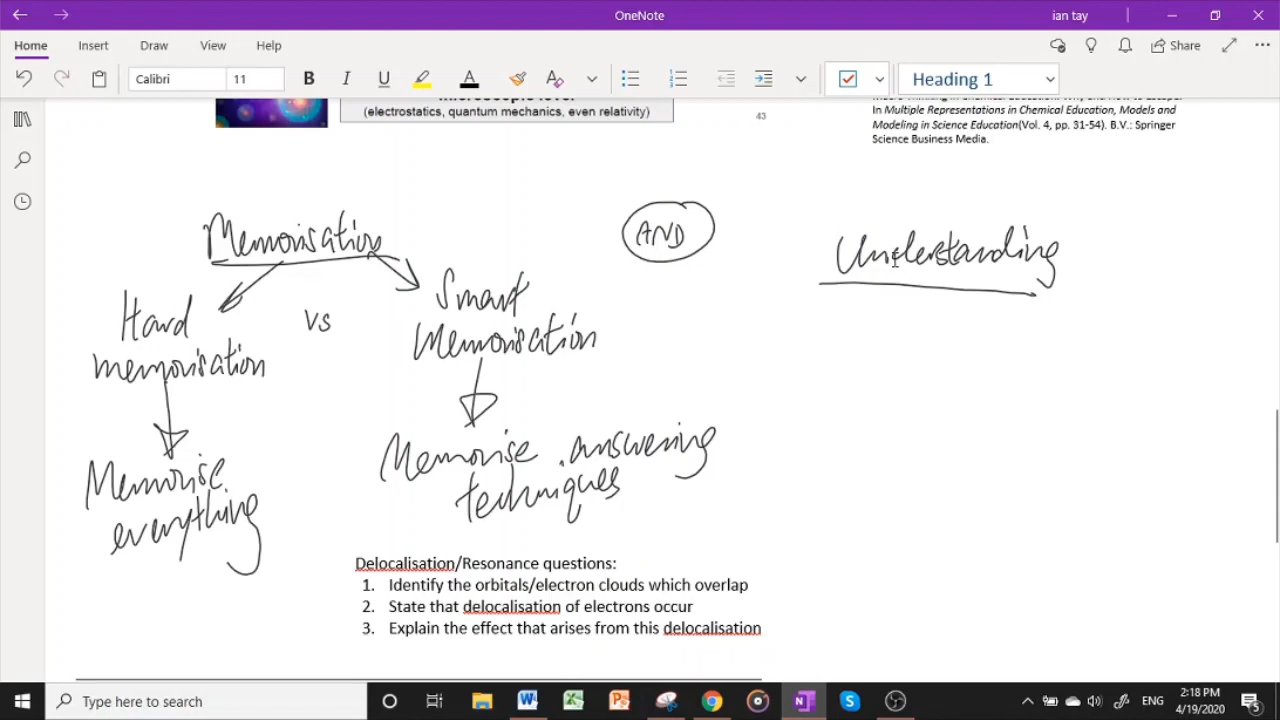 OneNote
ian tay
Home Insert Draw View Help
Share
Calibri 11 B I U A Heading 1
(electrostatics, quantum mechanics, even relativity)
43
In Multiple Representations in Chemical Education, Models and
Modeling in Science Education(Vol. 4, pp. 31-54). B.V.: Springer
Science Business Media.
Memorisation
AND
Understanding
Hard
memorisation
vs
Smart
Memorisation
Memorise
everything
Memorise answering
techniques
Delocalisation/Resonance questions:
1. Identify the orbitals/electron clouds which overlap
2. State that delocalisation of electrons occur
3. Explain the effect that arises from this delocalisation
Type here to search
ENG
2:18 PM
4/19/2020
5